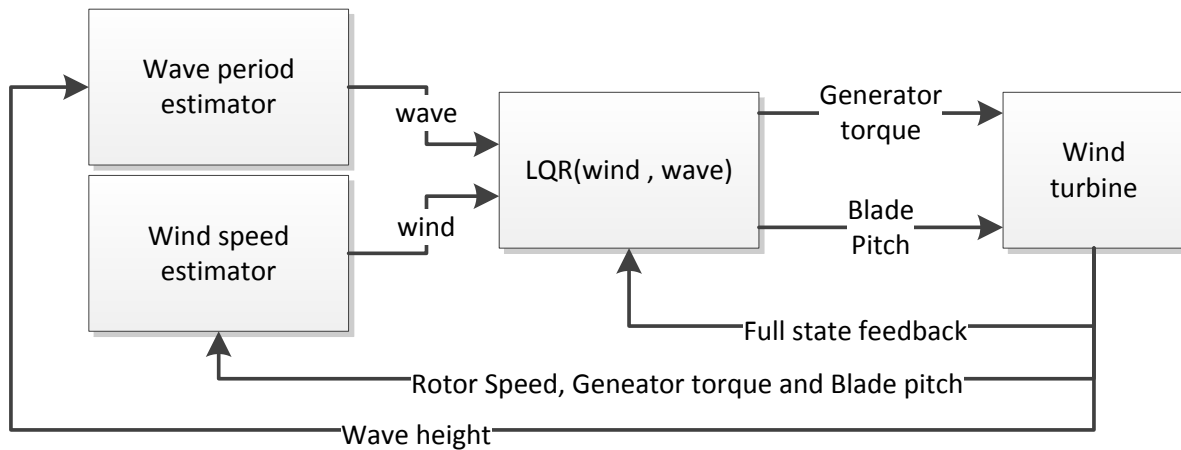 Wave period
estimator
wave
Wind speed
estimator
wind
LQR(wind , wave)
Generator
torque
Blade
Pitch
Wind
turbine
Full state feedback
Rotor Speed, Geneator torque and Blade pitch
Wave height